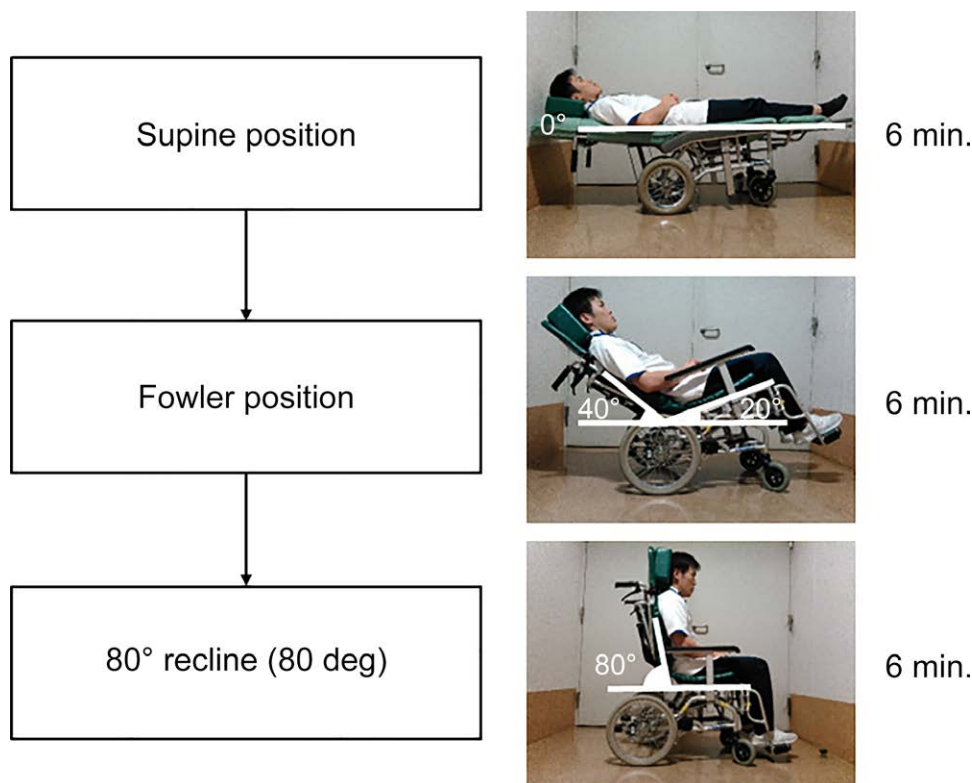 Supine position
0°
6 min.
Fowler position
40°
20°
6 min.
80° recline (80 deg)
80°
6 min.